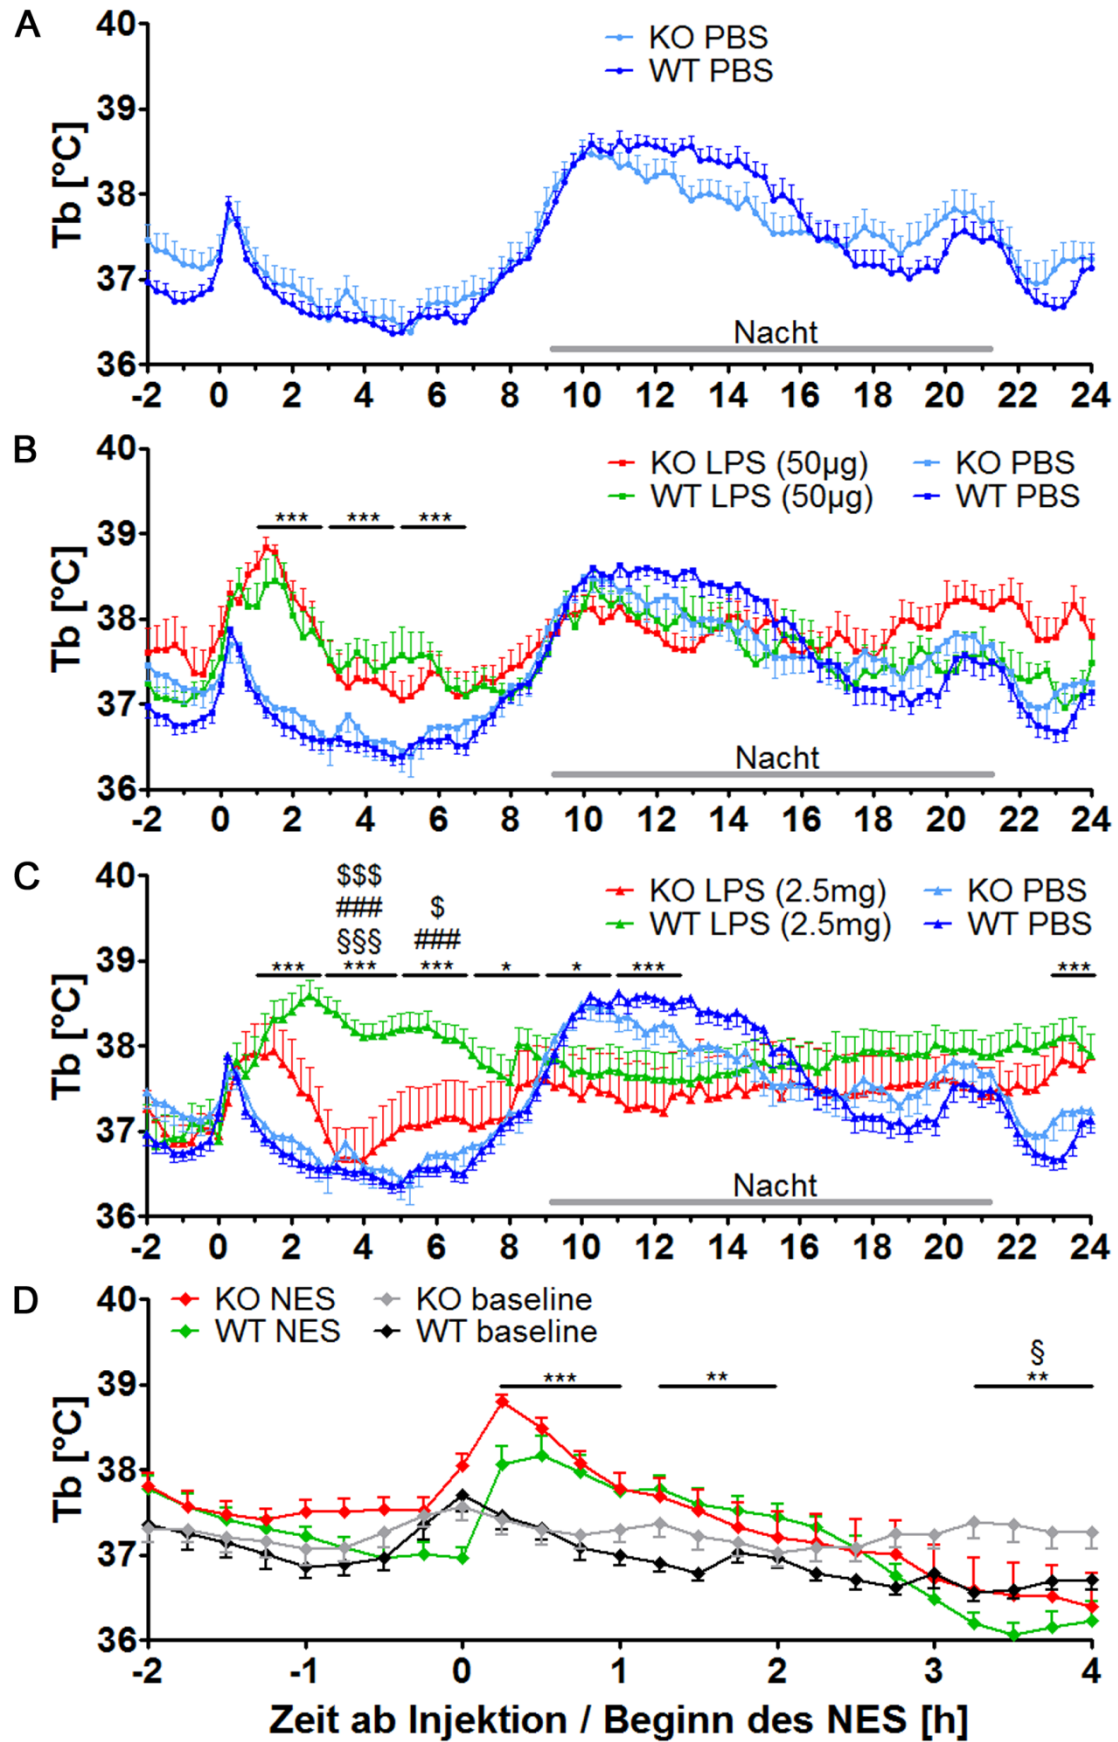 A
40
39
38
37
36
Tb [°C]
KO PBS
WT PBS
Nacht
-2 0 2 4 6 8 10 12 14 16 18 20 22 24
B
40
39
38
37
36
Tb [°C]
KO LPS (50µg) KO PBS
WT LPS (50µg) WT PBS
*** *** ***
Nacht
-2 0 2 4 6 8 10 12 14 16 18 20 22 24
C
40
39
38
37
36
Tb [°C]
KO LPS (2.5mg) KO PBS
WT LPS (2.5mg) WT PBS
$$$
### $
§§§ ###
*** *** *** * * *** ***
Nacht
-2 0 2 4 6 8 10 12 14 16 18 20 22 24
D
40
39
38
37
36
Tb [°C]
KO NES KO baseline
WT NES WT baseline
§
*** ** **
-2 -1 0 1 2 3 4
Zeit ab Injektion / Beginn des NES [h]